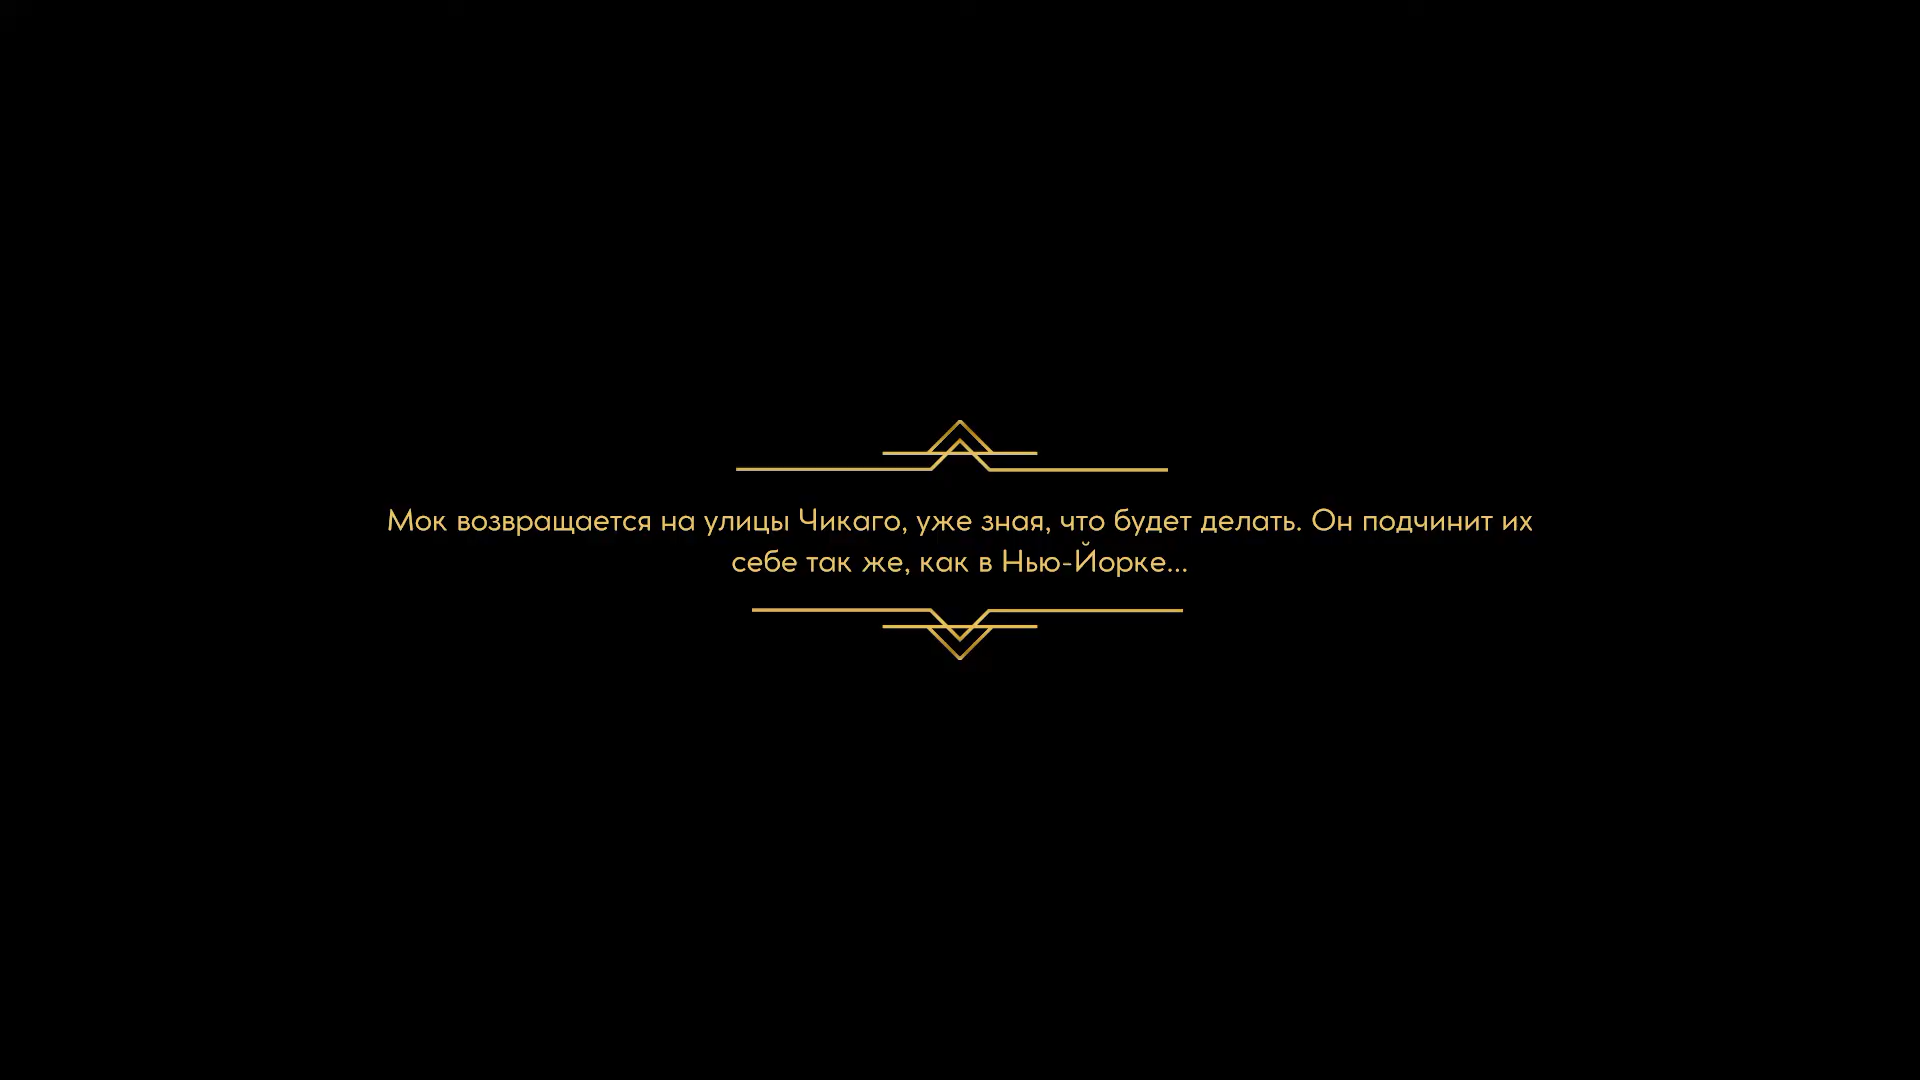 Мок возвращается на улицы Чикаго, уже зная, что будет делать. Он подчинит их
себе так же, как в Нью-Йорке...